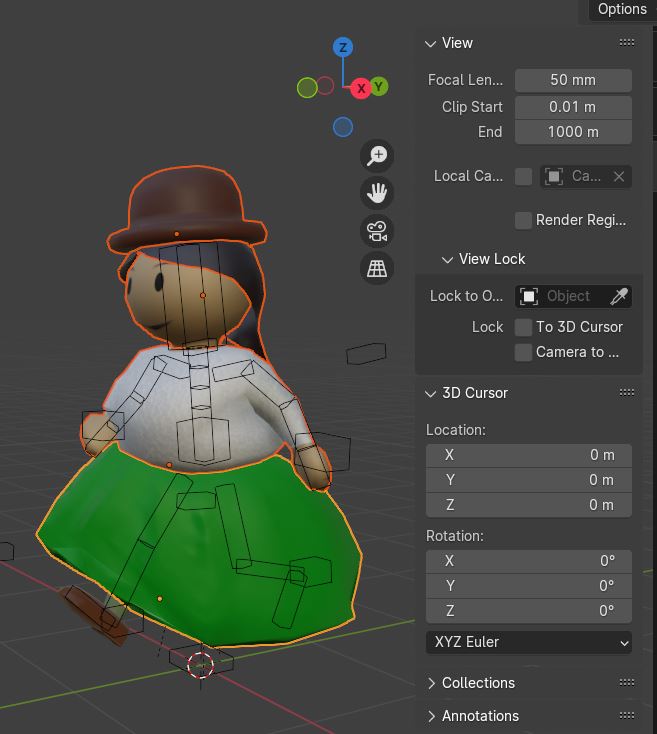 Options
Z
X
Y
View
Focal Len...
50 mm
Clip Start
0.01 m
End
1000 m
Local Ca...
Ca...
Render Regi...
View Lock
Lock to O...
Object
Lock
To 3D Cursor
Camera to ...
3D Cursor
Location:
X
0 m
Y
0 m
Z
0 m
Rotation:
X
0°
Y
0°
Z
0°
XYZ Euler
Collections
Annotations